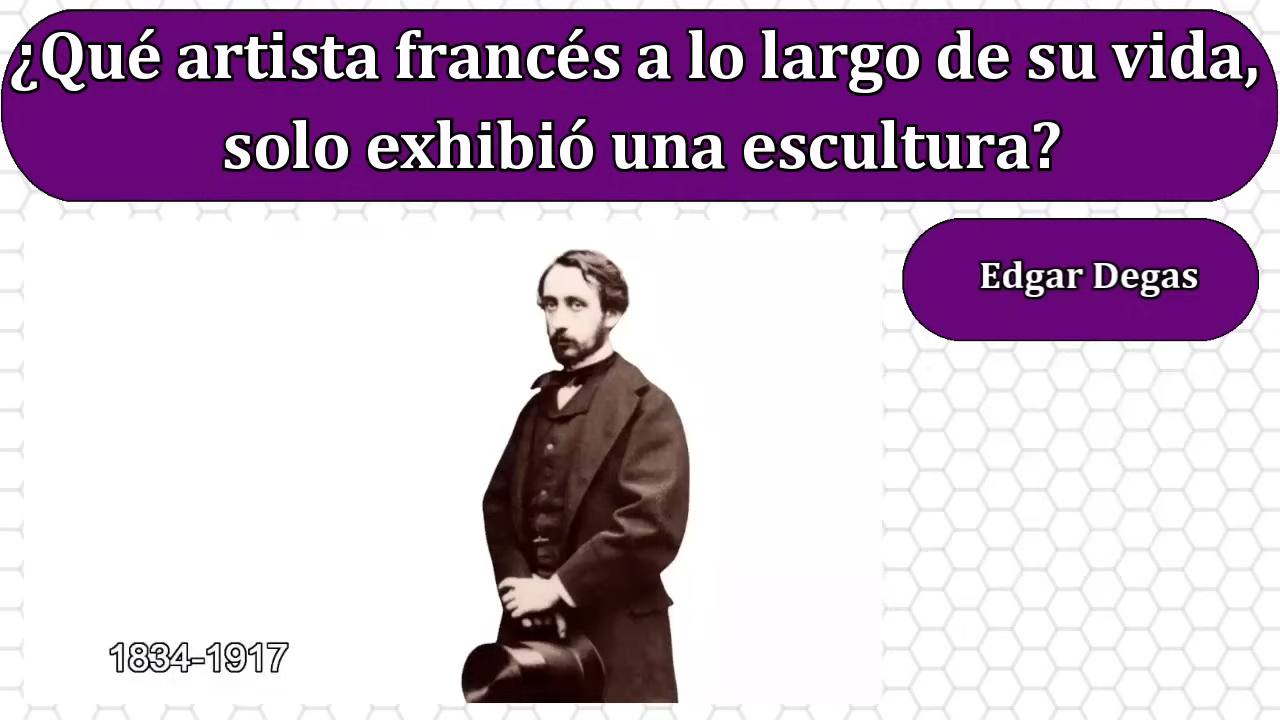 ¿Qué artista francés a lo largo de su vida,
solo exhibió una escultura?
Edgar Degas
1834-1917